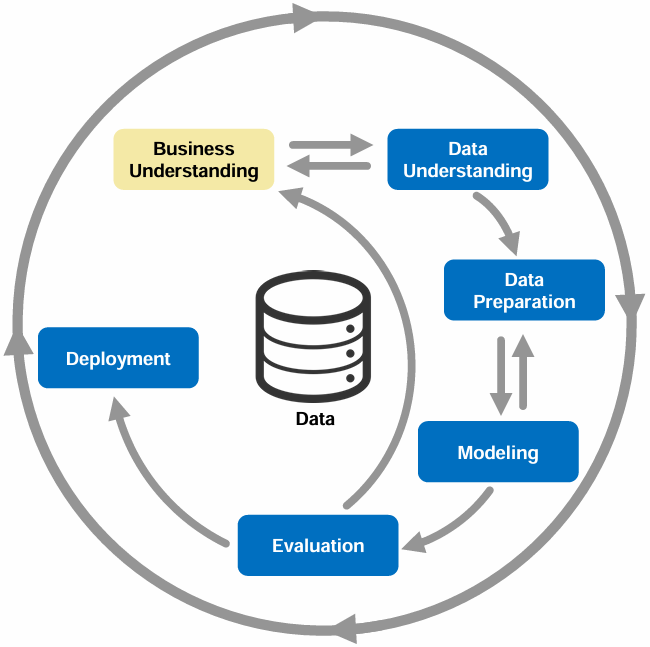 Business
Understanding
Data
Understanding
Data
Preparation
Deployment
Data
Modeling
Evaluation